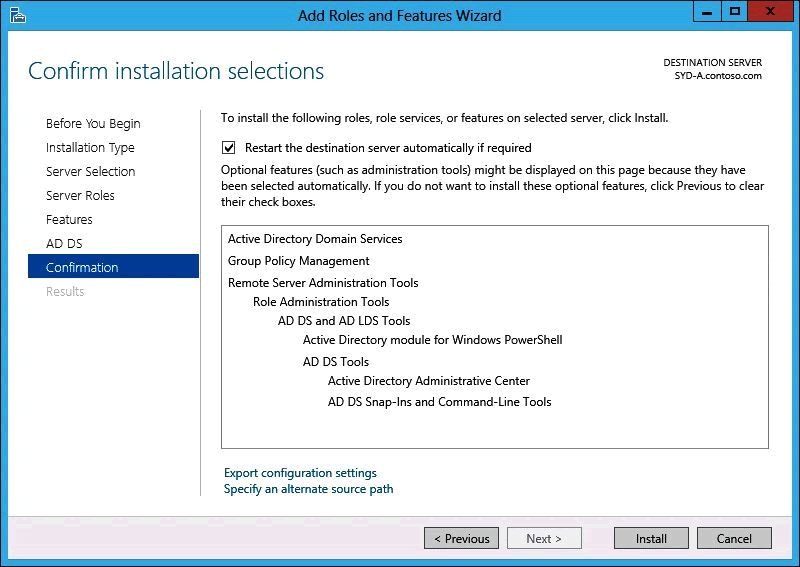 Add Roles and Features Wizard
Confirm installation selections
DESTINATION SERVER
SYD-A.contoso.com
Before You Begin
Installation Type
Server Selection
Server Roles
Features
AD DS
Confirmation
Results
To install the following roles, role services, or features on selected server, click Install.
Restart the destination server automatically if required
Optional features (such as administration tools) might be displayed on this page because they have
been selected automatically. If you do not want to install these optional features, click Previous to clear
their check boxes.
Active Directory Domain Services
Group Policy Management
Remote Server Administration Tools
Role Administration Tools
AD DS and AD LDS Tools
Active Directory module for Windows PowerShell
AD DS Tools
Active Directory Administrative Center
AD DS Snap-Ins and Command-Line Tools
Export configuration settings
Specify an alternate source path
< Previous
Next >
Install
Cancel